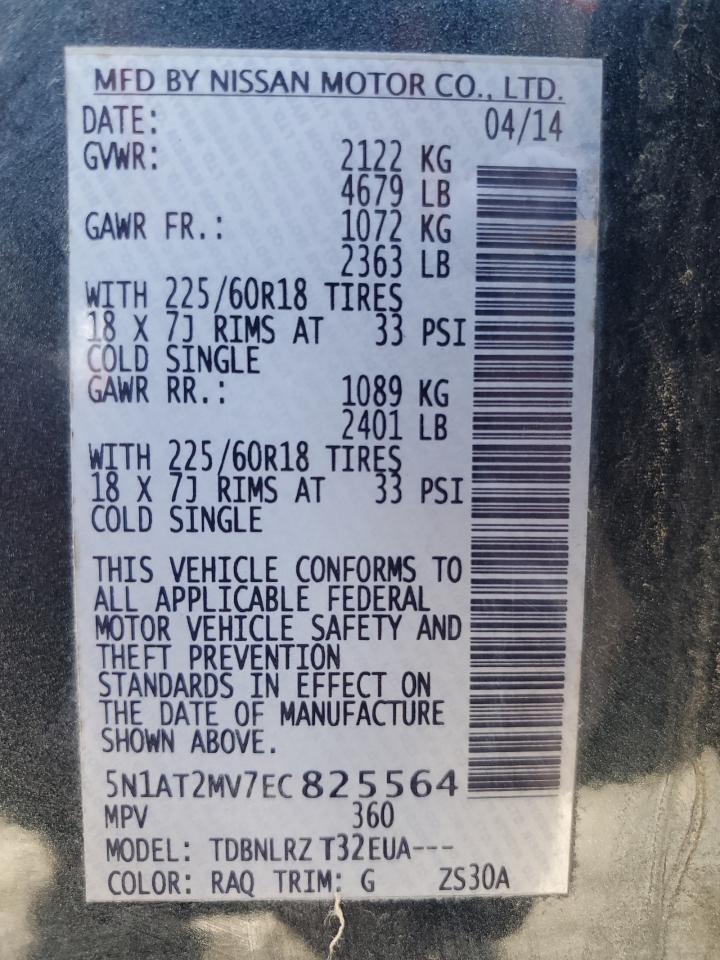 MFD BY NISSAN MOTOR CO., LTD.
DATE: 04/14
GVWR: 2122 KG
4679 LB
GAWR FR.: 1072 KG
2363 LB
WITH 225/60R18 TIRES
18 X 7J RIMS AT 33 PSI
COLD SINGLE
GAWR RR.: 1089 KG
2401 LB
WITH 225/60R18 TIRES
18 X 7J RIMS AT 33 PSI
COLD SINGLE
THIS VEHICLE CONFORMS TO
ALL APPLICABLE FEDERAL
MOTOR VEHICLE SAFETY AND
THEFT PREVENTION
STANDARDS IN EFFECT ON
THE DATE OF MANUFACTURE
SHOWN ABOVE.
5N1AT2MV7EC825564
MPV 360
MODEL: TDBNLRZ T32EUA---
COLOR: RAQ TRIM: G ZS30A